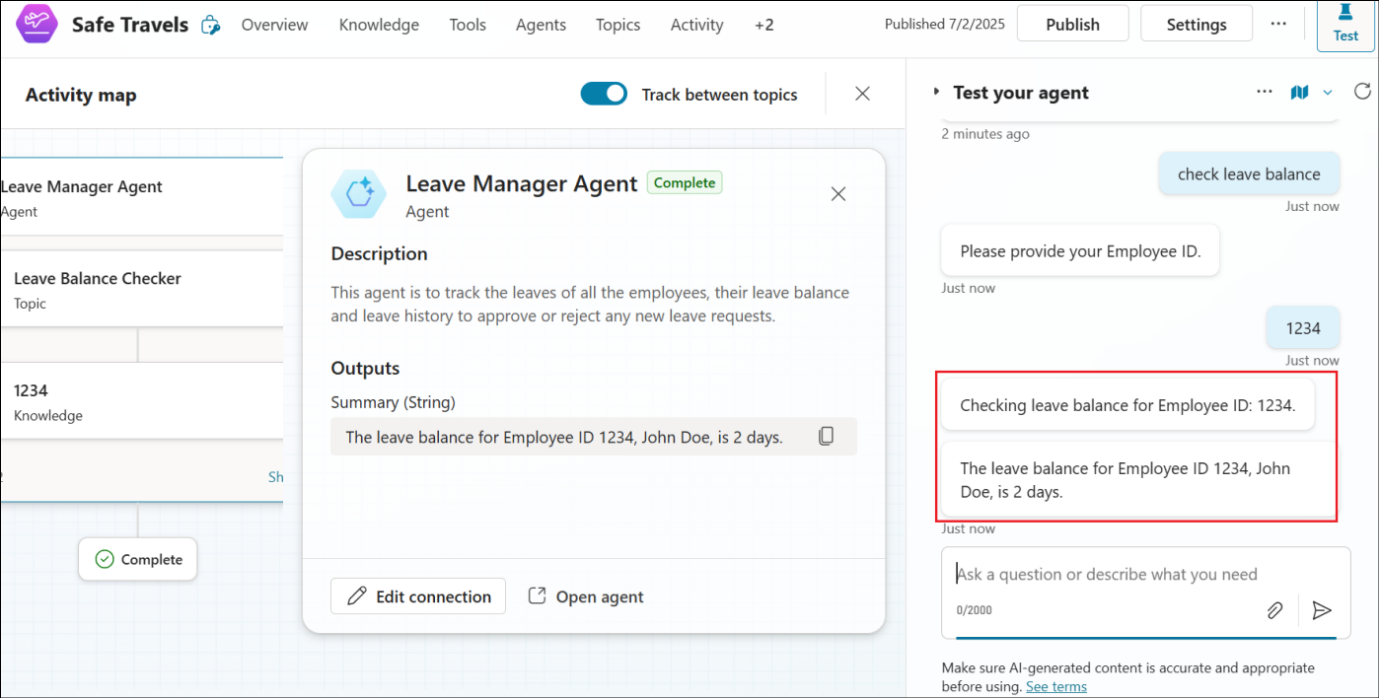 Safe Travels
Overview
Knowledge
Tools
Agents
Topics
Activity
+2
Published 7/2/2025
Publish
Settings
Test
Activity map
Track between topics
Leave Manager Agent
Agent
Leave Balance Checker
Topic
1234
Knowledge
Sh
Complete
Leave Manager Agent
Complete
Agent
Description
This agent is to track the leaves of all the employees, their leave balance
and leave history to approve or reject any new leave requests.
Outputs
Summary (String)
The leave balance for Employee ID 1234, John Doe, is 2 days.
Edit connection
Open agent
Test your agent
2 minutes ago
check leave balance
Just now
Please provide your Employee ID.
Just now
1234
Just now
Checking leave balance for Employee ID: 1234.
The leave balance for Employee ID 1234, John
Doe, is 2 days.
Just now
Ask a question or describe what you need
0/2000
Make sure AI-generated content is accurate and appropriate
before using. See terms